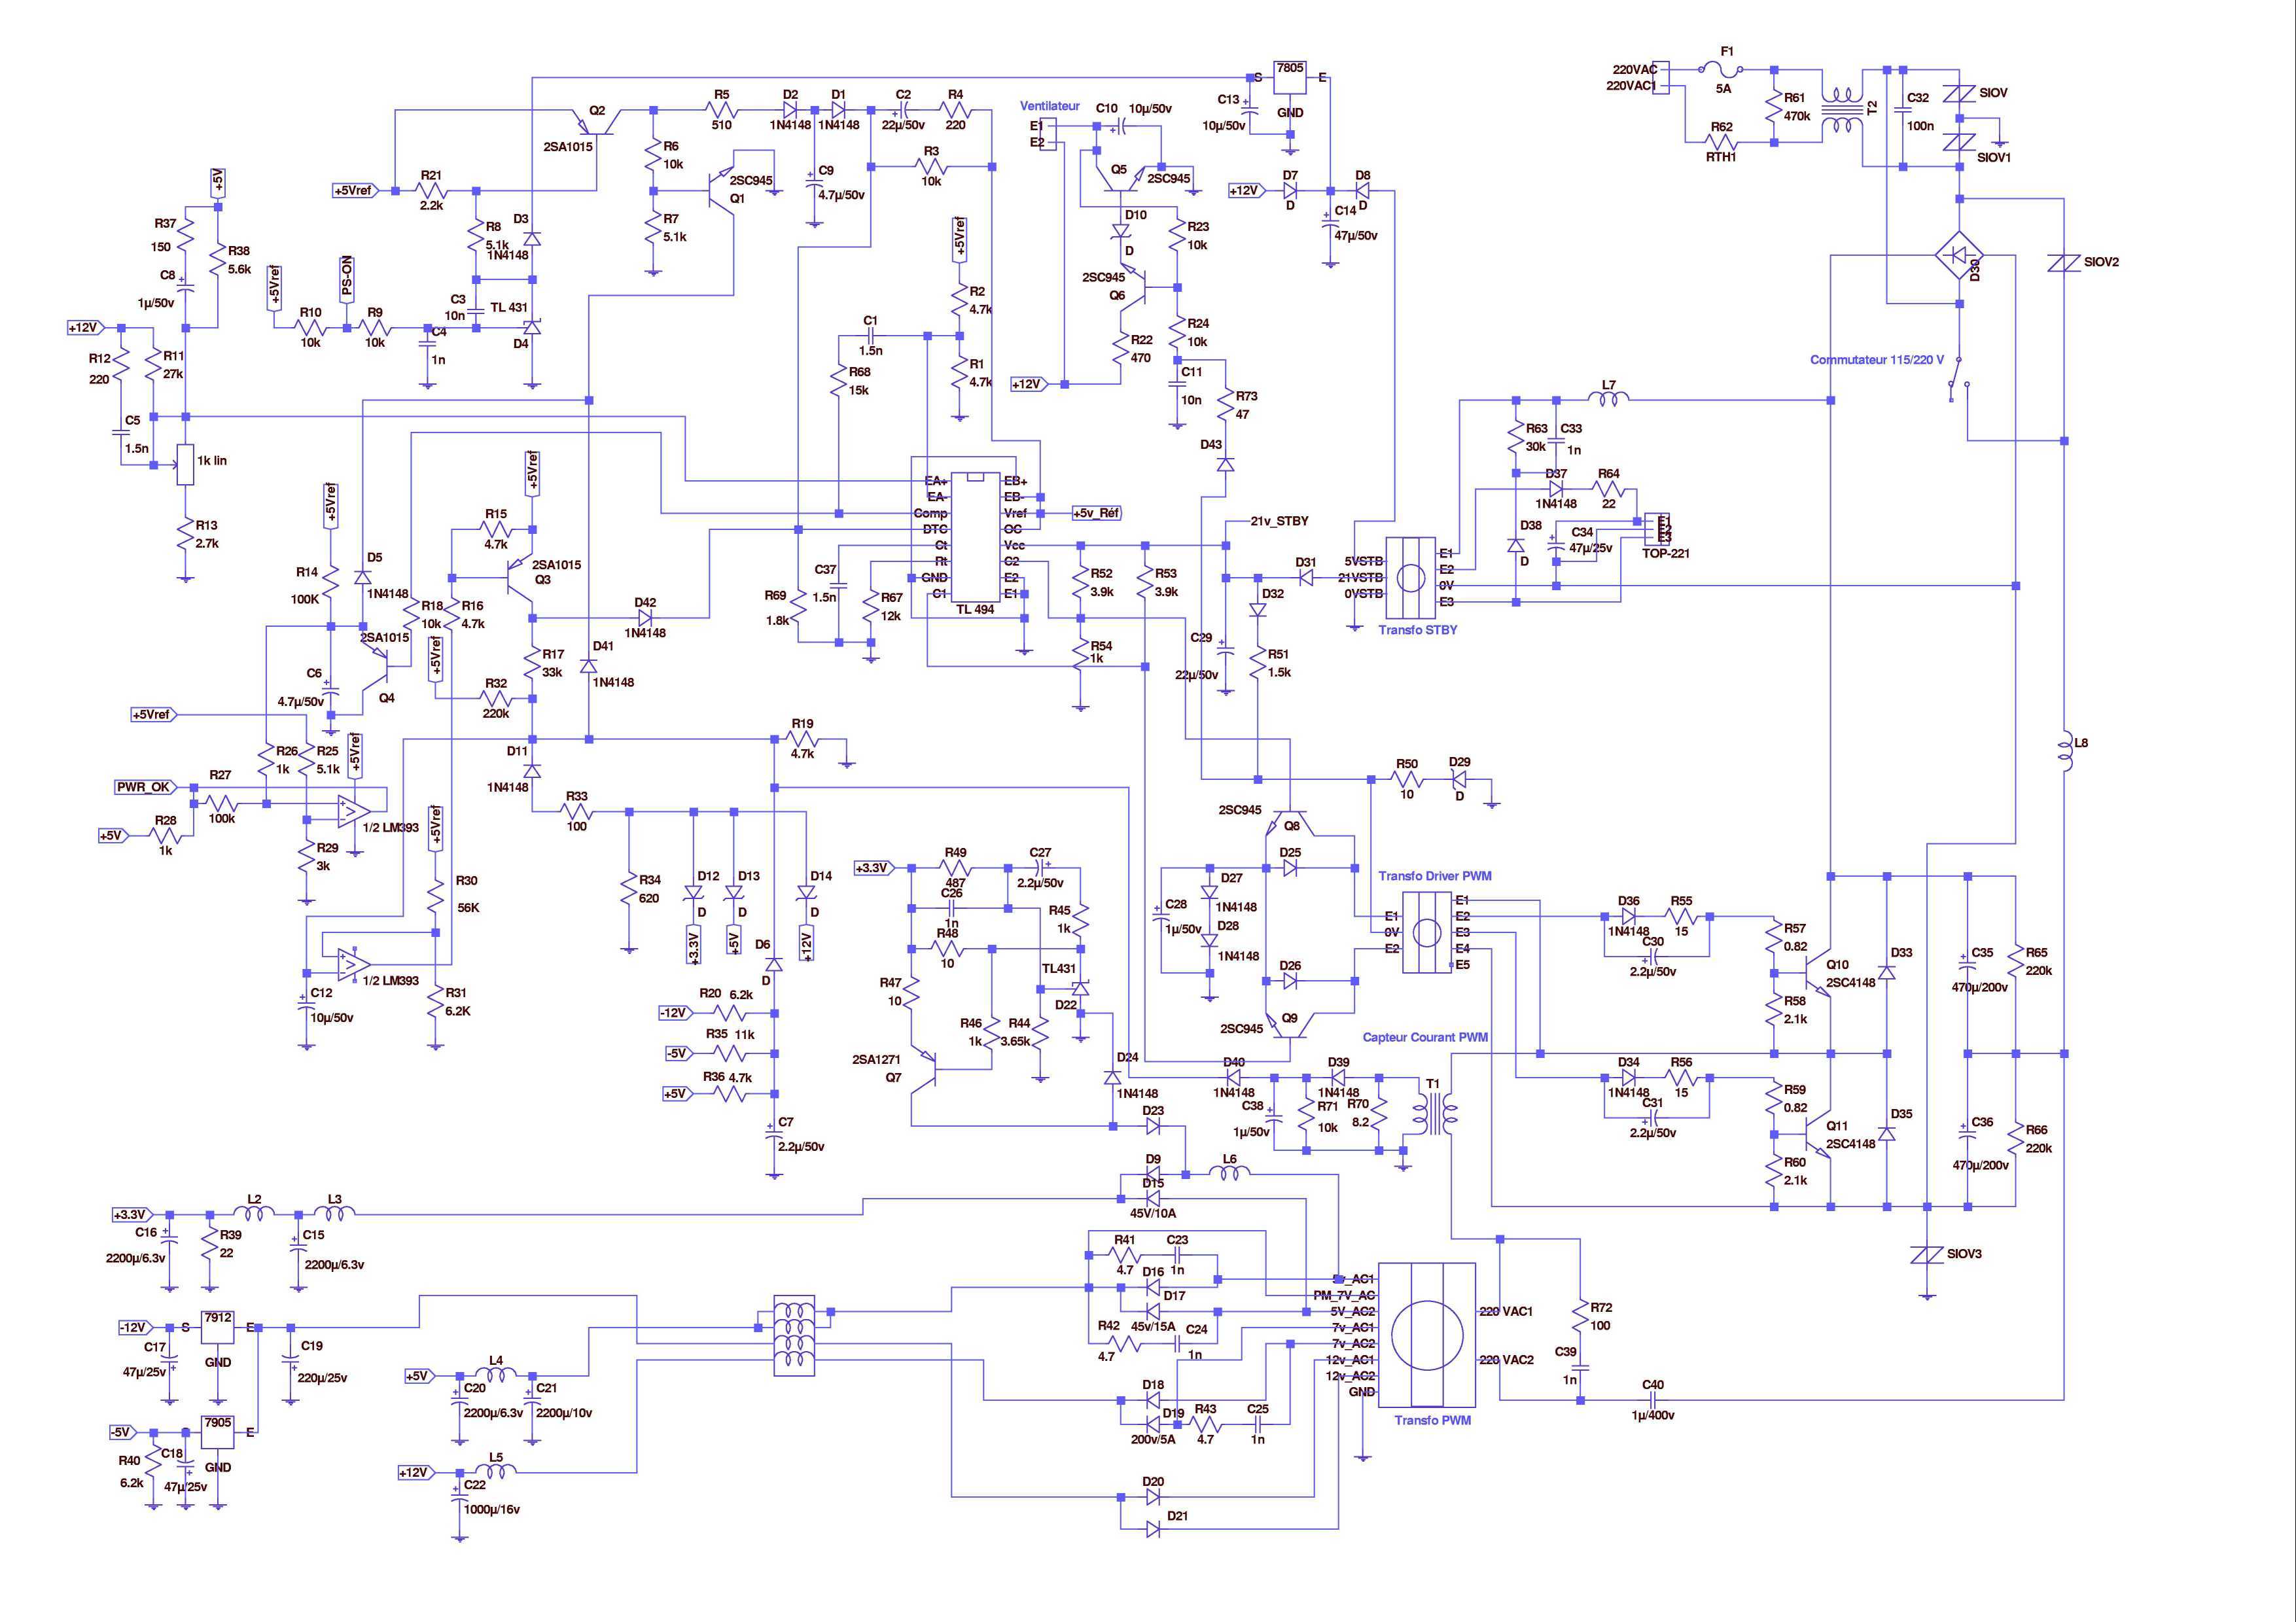 F1
220VAC
220VAC1
5A
R61
470k
R62
RTH1
T2
C32
100n
SIOV
SIOV1
SIOV2
D30
Commutateur 115/220 V
7805
S
E
GND
C13
10µ/50v
Q2
2SA1015
R5
510
D2
1N4148
D1
1N4148
C2
22µ/50v
R4
220
R3
10k
R6
10k
R7
5.1k
2SC945
Q1
C9
4.7µ/50v
Ventilateur
E1
E2
C10
10µ/50v
Q5
2SC945
+12V
D7
D
D8
D
C14
47µ/50v
D10
D
R23
10k
2SC945
Q6
R24
10k
R22
470
C11
10n
R73
47
D43
+12V
+5Vref
R21
2.2k
R8
5.1k
D3
1N4148
C3
10n
TL 431
D4
+5V
R37
150
R38
5.6k
C8
1µ/50v
+5Vref
PS-ON
R10
10k
R9
10k
C4
1n
+12V
R12
220
R11
27k
C5
1.5n
1k lin
R13
2.7k
+5Vref
R2
4.7k
R1
4.7k
C1
1.5n
R68
15k
EA+
EA-
Comp
DTC
Ct
Rt
GND
C1
EB+
EB-
Vref
OC
Vcc
C2
E2
E1
TL 494
+5v_Réf
21v_STBY
C37
1.5n
R69
1.8k
R67
12k
R52
3.9k
R53
3.9k
R54
1k
C29
22µ/50v
D31
D32
R51
1.5k
5VSTB
21VSTB
0VSTB
E1
E2
0V
E3
Transfo STBY
L7
R63
30k
C33
1n
D37
1N4148
R64
22
D38
D
C34
47µ/25v
E1
E2
E3
TOP-221
+5Vref
+5Vref
R15
4.7k
2SA1015
Q3
R14
100K
D5
1N4148
R18
10k
R16
4.7k
2SA1015
Q4
+5Vref
C6
4.7µ/50v
R17
33k
R32
220k
D42
1N4148
D41
1N4148
+5Vref
R26
1k
R25
5.1k
+5Vref
PWR_OK
R27
100k
+5V
R28
1k
R29
3k
1/2 LM393
+5Vref
R30
56K
1/2 LM393
C12
10µ/50v
R31
6.2K
D11
1N4148
R19
4.7k
R33
100
R34
620
D12
D
D13
D
D14
D
+3.3V
+5V
+12V
D6
D
-12V
R20
6.2k
-5V
R35
11k
+5V
R36
4.7k
C7
2.2µ/50v
+3.3V
R49
487
C27
2.2µ/50v
C26
1n
R48
10
R45
1k
TL431
D22
R47
10
R46
1k
R44
3.65k
2SA1271
Q7
D24
1N4148
D23
R50
10
D29
D
2SC945
Q8
D25
D27
1N4148
D28
1N4148
C28
1µ/50v
D26
2SC945
Q9
Transfo Driver PWM
E1
0V
E2
E1
E2
E3
E4
E5
Capteur Courant PWM
D40
1N4148
D39
1N4148
C38
1µ/50v
R71
10k
R70
8.2
T1
L8
D36
1N4148
R55
15
C30
2.2µ/50v
R57
0.82
R58
2.1k
Q10
2SC4148
D33
C35
470µ/200v
R65
220k
D34
1N4148
R56
15
C31
2.2µ/50v
R59
0.82
R60
2.1k
Q11
2SC4148
D35
C36
470µ/200v
R66
220k
SIOV3
+3.3V
L2
L3
C16
2200µ/6.3v
R39
22
C15
2200µ/6.3v
D9
L6
D15
45V/10A
R41
4.7
C23
1n
D16
D17
45v/15A
R42
4.7
C24
1n
D18
D19
200v/5A
R43
4.7
C25
1n
D20
D21
PM_7V_AC
5V_AC2
7v_AC1
7v_AC2
12v_AC1
12v_AC2
GND
220 VAC1
220 VAC2
Transfo PWM
R72
100
C39
1n
C40
1µ/400v
-12V
S
7912
E
GND
C17
47µ/25v
C19
220µ/25v
-5V
7905
E
GND
R40
6.2k
C18
47µ/25v
+5V
L4
C20
2200µ/6.3v
C21
2200µ/10v
+12V
L5
C22
1000µ/16v